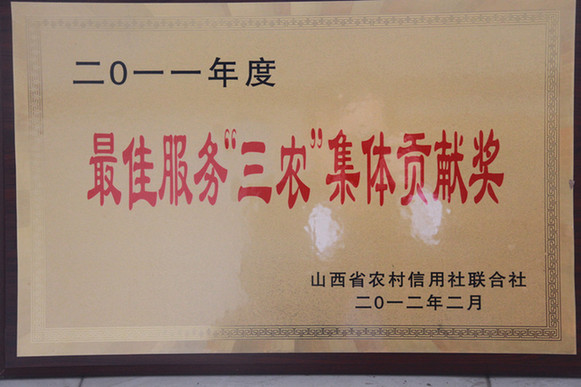 二0一一年度
最佳服务“三农”集体贡献奖
山西省农村信用社联合社
二0一二年二月